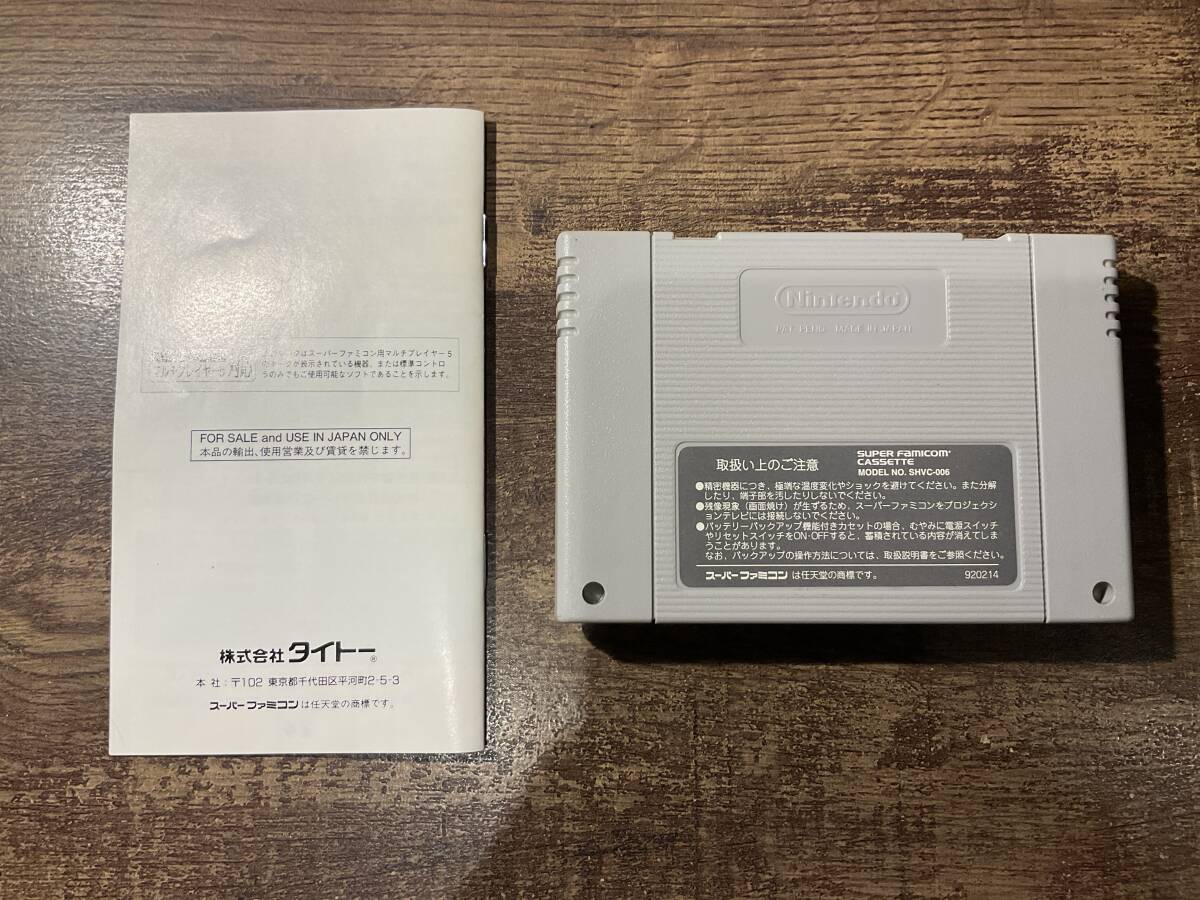 マルチプレイヤー5 対応
マークはスーパーファミコン用マルチプレイヤー5
のマークが表示されている機器、または標準コントロ
のみでもご使用可能なソフトであることを示します。
FOR SALE and USE IN JAPAN ONLY
本品の輸出、使用営業及び賃貸を禁じます。
株式会社 タイトー®
本 社:〒102 東京都千代田区平河町2-5-3
スーパーファミコンは任天堂の商標です。
Nintendo
PAT. PEND. MADE IN JAPAN
取扱い上のご注意
SUPER FAMICOM
CASSETTE
MODEL NO. SHVC-006
●精密機器につき、極端な温度変化やショックを避けてください。また分解
したり、端子部を汚したりしないでください。
●残像現象(画面焼け)が生ずるため、スーパーファミコンをプロジェクシ
ョンテレビには接続しないでください。
●バッテリーバックアップ機能付きカセットの場合、むやみに電源スイッチ
やリセットスイッチをON・OFFすると、蓄積されている内容が消えてしま
うことがあります。
なお、バックアップの操作方法については、取扱説明書をご参照ください。
スーパーファミコンは任天堂の商標です。
920214